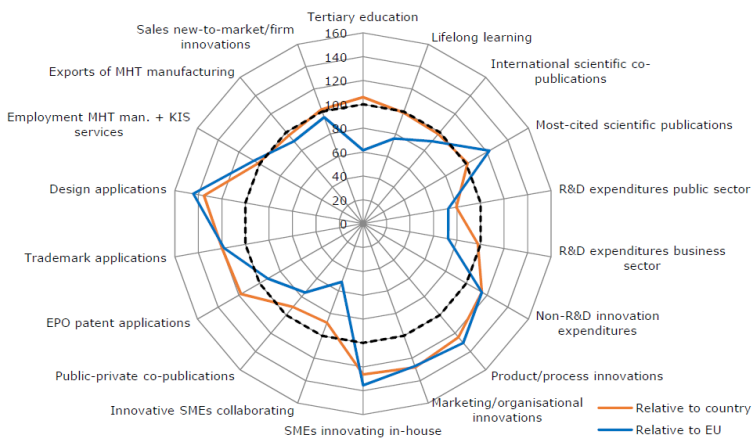 Tertiary education
Sales new-to-market/firm
innovations
Lifelong learning
Exports of MHT manufacturing
International scientific co-
publications
Employment MHT man. + KIS
services
Most-cited scientific publications
Design applications
R&D expenditures public sector
Trademark applications
R&D expenditures business
sector
EPO patent applications
Non-R&D innovation
expenditures
Public-private co-publications
Product/process innovations
Innovative SMEs collaborating
Marketing/organisational
innovations
SMEs innovating in-house
160
140
120
100
80
60
40
20
0
Relative to country
Relative to EU